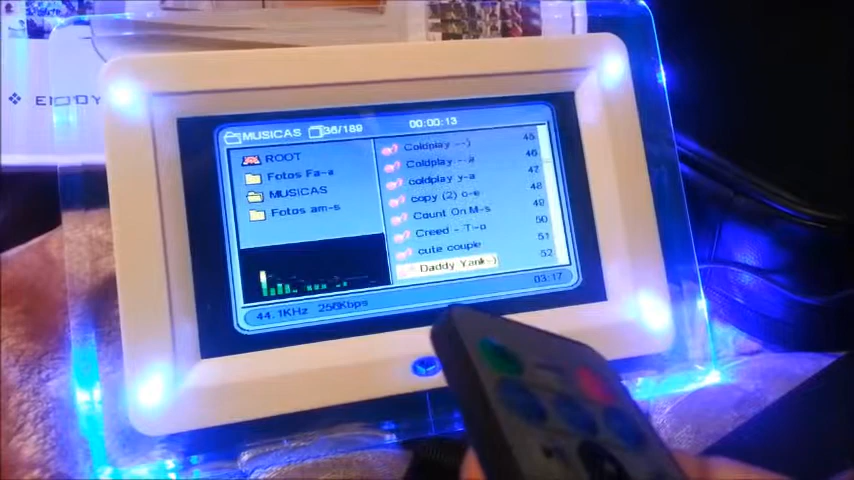 MUSICAS 36/189 00:00:13
ROOT
Fotos Fa-a
MUSICAS
Fotos am-s
Coldplay --) 45
Coldplay --a 46
coldplay y-a 47
copy (2) o-e 48
Count On M-s 49
Creed - T-o 50
cute couple 51
Daddy Yank-) 52
44.1KHz 256Kbps 03:17